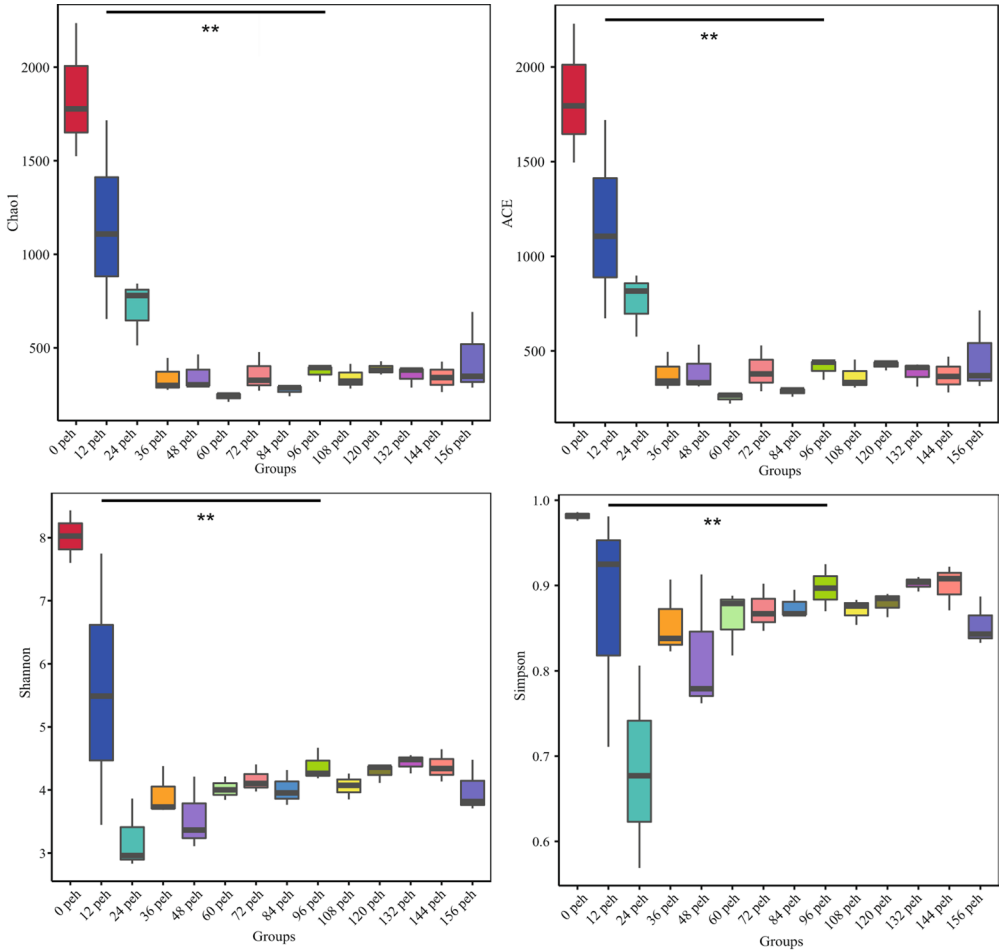 **
2000
1500
1000
500
Chao1
0 peh
12 peh
24 peh
36 peh
48 peh
60 peh
72 peh
84 peh
96 peh
108 peh
120 peh
132 peh
144 peh
156 peh
Groups
**
2000
1500
1000
500
ACE
0 peh
12 peh
24 peh
36 peh
48 peh
60 peh
72 peh
84 peh
96 peh
108 peh
120 peh
132 peh
144 peh
156 peh
Groups
**
8
7
6
5
4
3
Shannon
0 peh
12 peh
24 peh
36 peh
48 peh
60 peh
72 peh
84 peh
96 peh
108 peh
120 peh
132 peh
144 peh
156 peh
Groups
**
1.0
0.9
0.8
0.7
0.6
Simpson
0 peh
12 peh
24 peh
36 peh
48 peh
60 peh
72 peh
84 peh
96 peh
108 peh
120 peh
132 peh
144 peh
156 peh
Groups